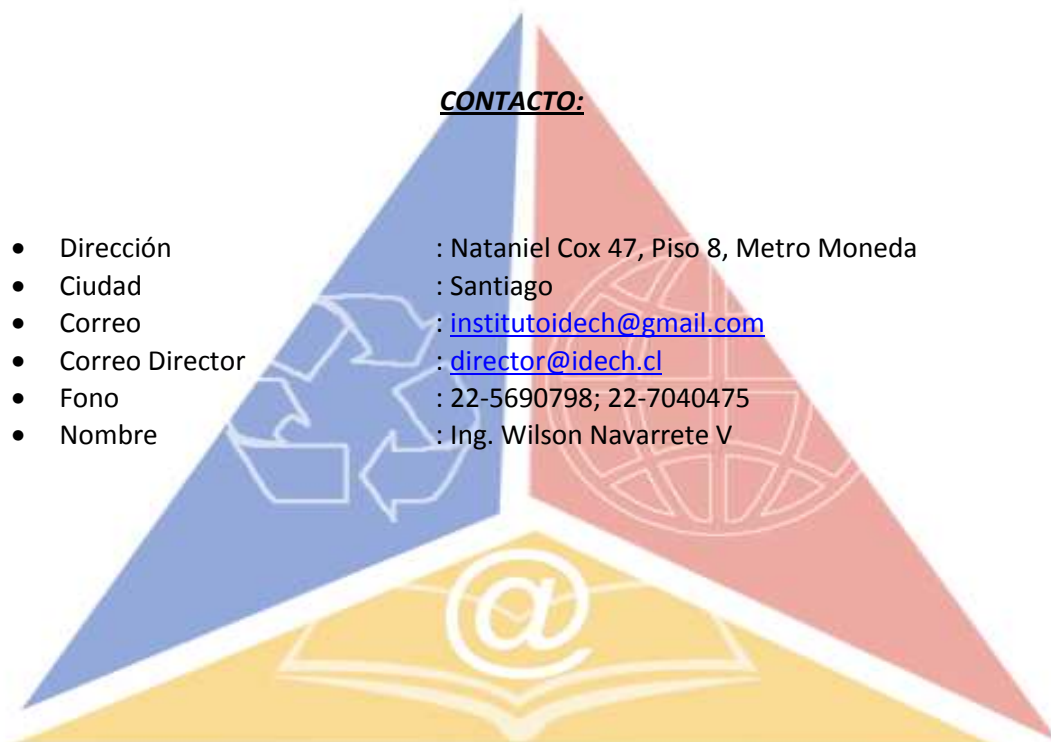 CONTACTO:
• Dirección : Nataniel Cox 47, Piso 8, Metro Moneda
• Ciudad : Santiago
• Correo : institutoidech@gmail.com
• Correo Director : director@idech.cl
• Fono : 22-5690798; 22-7040475
• Nombre : Ing. Wilson Navarrete V
@